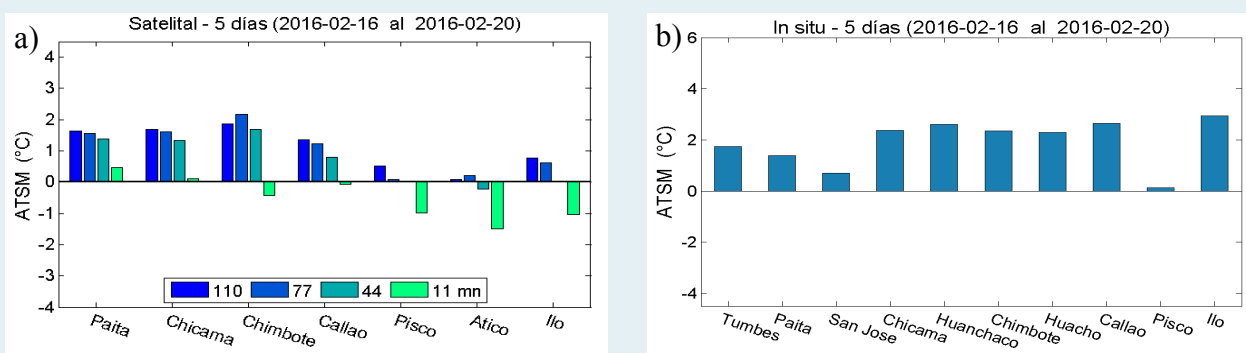 a)
Satelital - 5 días (2016-02-16 al 2016-02-20)
ATSM (°C)
4
3
2
1
0
-1
-2
-3
-4
110 77 44 11 mn
Paita Chicama Chimbote Callao Pisco Atico Ilo
b)
In situ - 5 días (2016-02-16 al 2016-02-20)
ATSM (°C)
6
4
2
0
-2
-4
Tumbes Paita San Jose Chicama Huanchaco Chimbote Huacho Callao Pisco Ilo